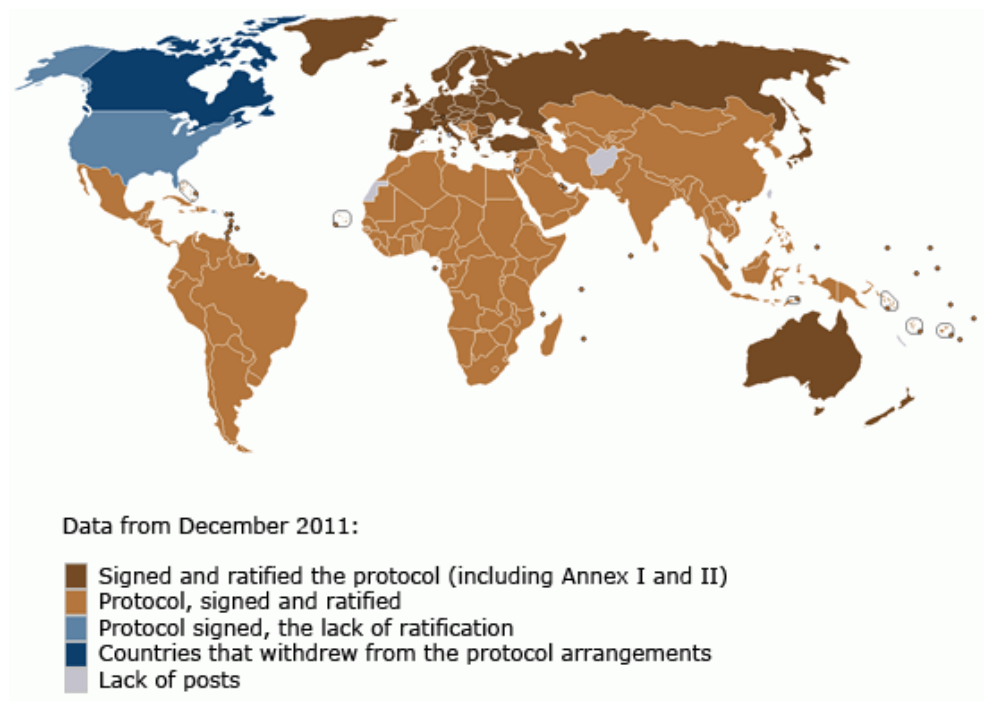 Data from December 2011:
Signed and ratified the protocol (including Annex I and II)
Protocol, signed and ratified
Protocol signed, the lack of ratification
Countries that withdrew from the protocol arrangements
Lack of posts